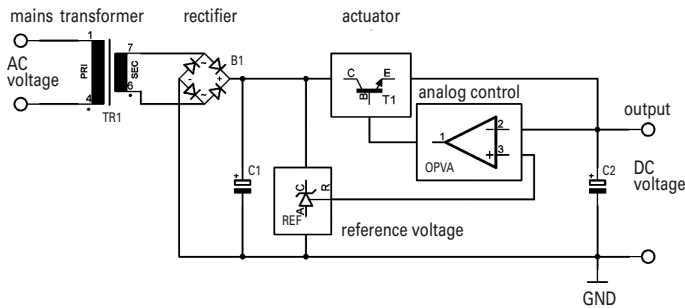 mains transformer
rectifier
actuator
AC
voltage
1
4
PRI
SEC
7
6
TR1
~
~
-
+
B1
C
E
B
T1
analog control
1
2
3
-
+
OPVA
output
DC
voltage
+
C1
A
C
R
REF
reference voltage
+
C2
GND